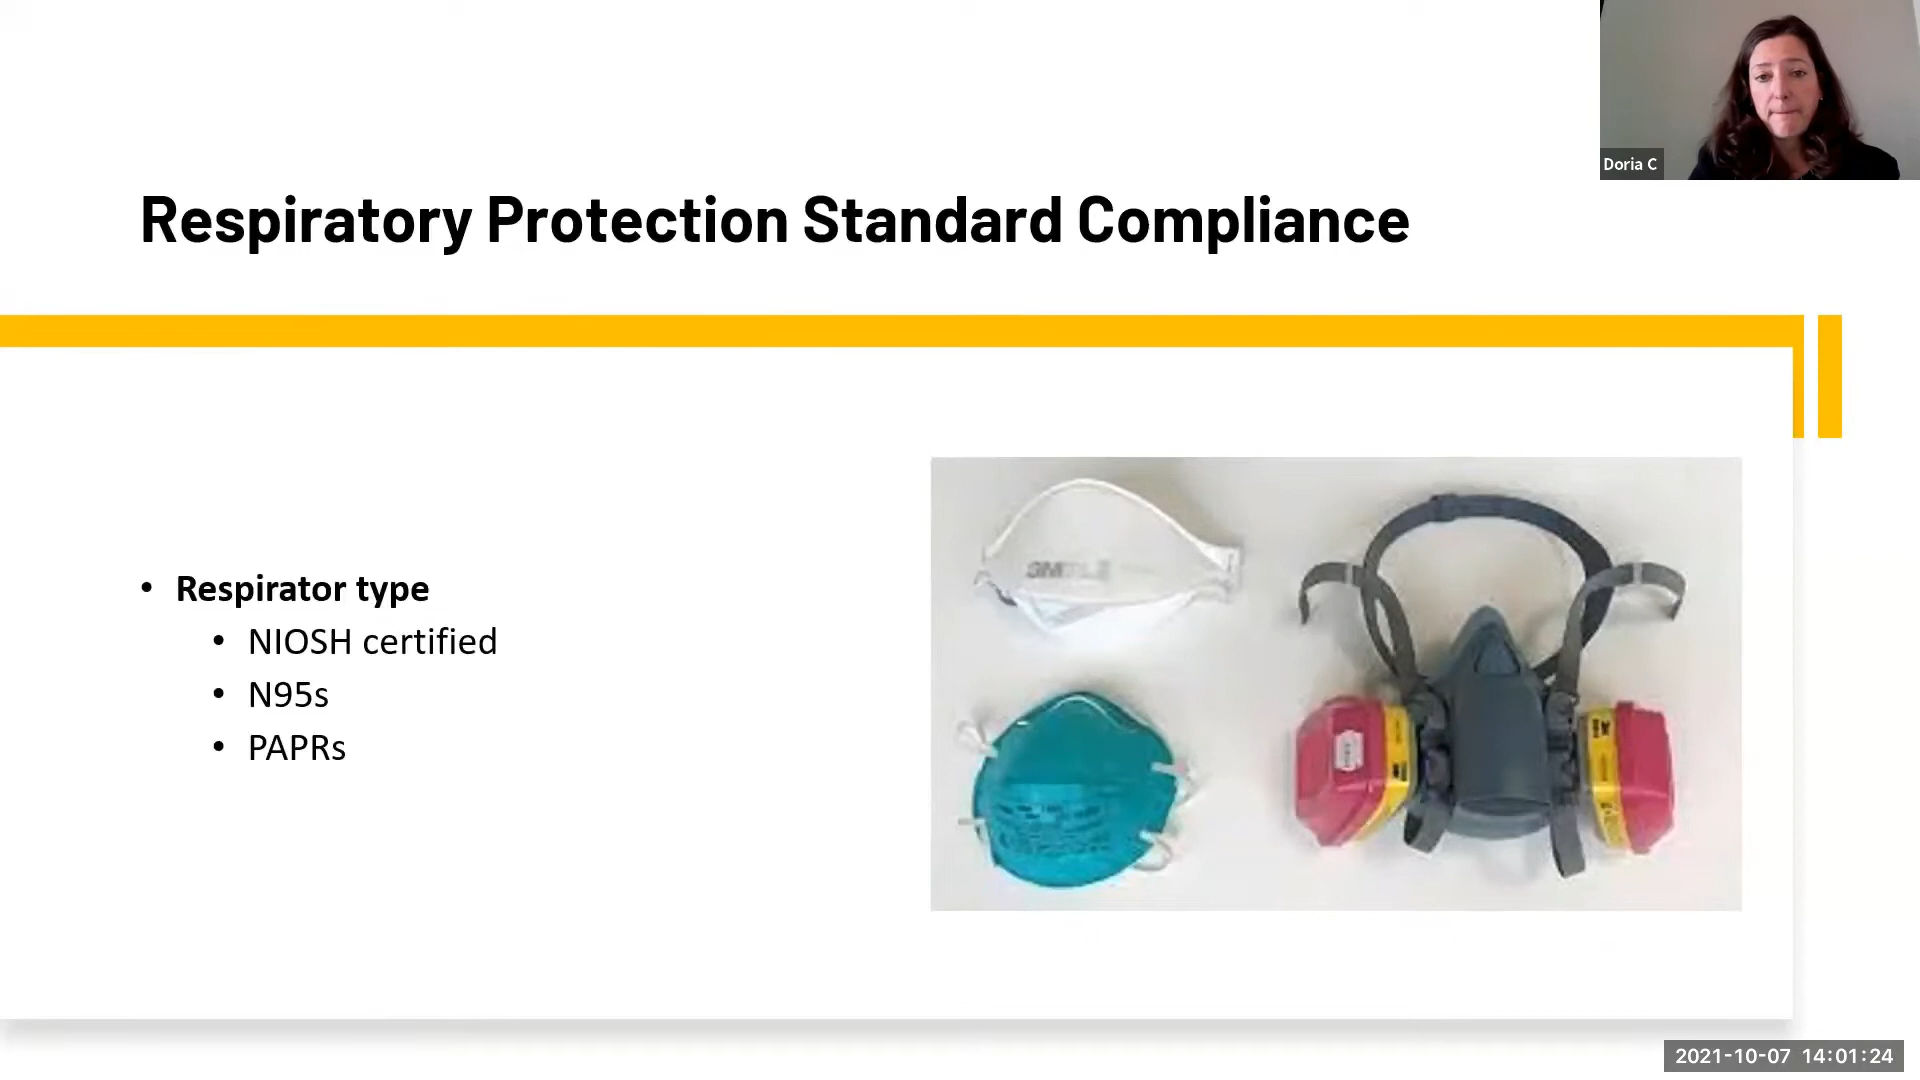 Doria C
Respiratory Protection Standard Compliance
• Respirator type
• NIOSH certified
• N95s
• PAPRs
2021-10-07 14:01:24